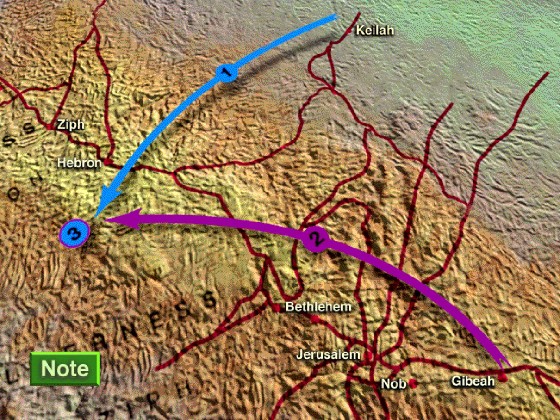 Keilah
1
Ziph
Hebron
3
2
Bethlehem
Jerusalem
Note
Nob
Gibeah